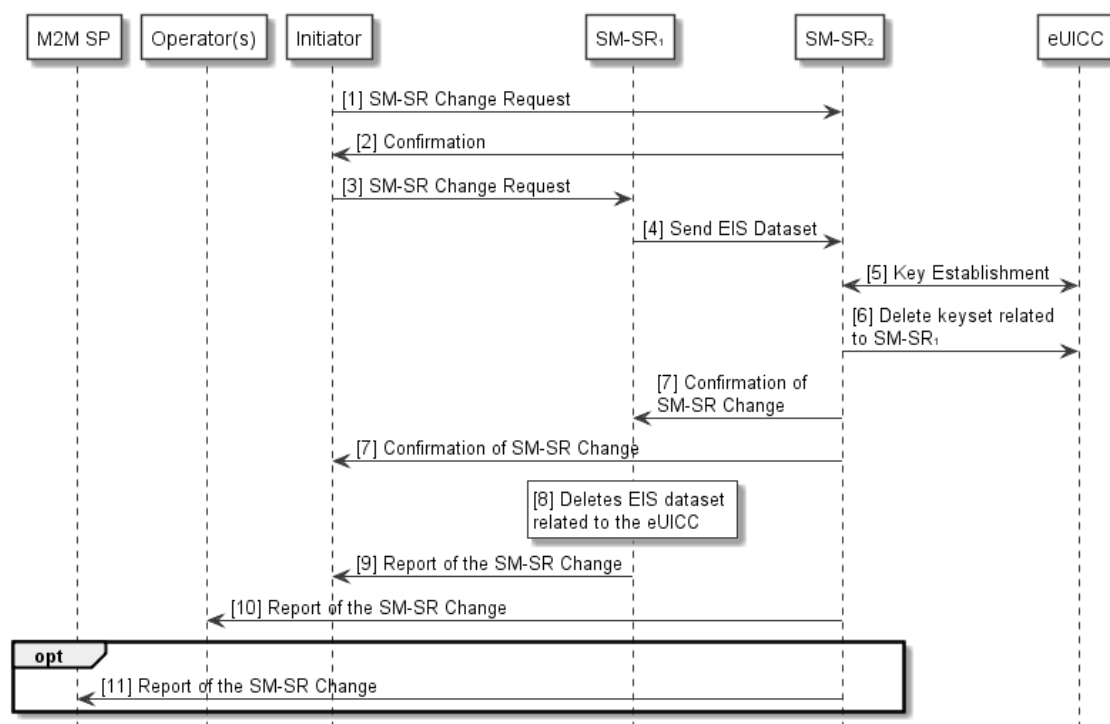 M2M SP
Operator(s)
Initiator
SM-SR₁
SM-SR₂
eUICC
[1] SM-SR Change Request
[2] Confirmation
[3] SM-SR Change Request
[4] Send EIS Dataset
[5] Key Establishment
[6] Delete keyset related
to SM-SR₁
[7] Confirmation of
SM-SR Change
[7] Confirmation of SM-SR Change
[8] Deletes EIS dataset
related to the eUICC
[9] Report of the SM-SR Change
[10] Report of the SM-SR Change
opt
[11] Report of the SM-SR Change